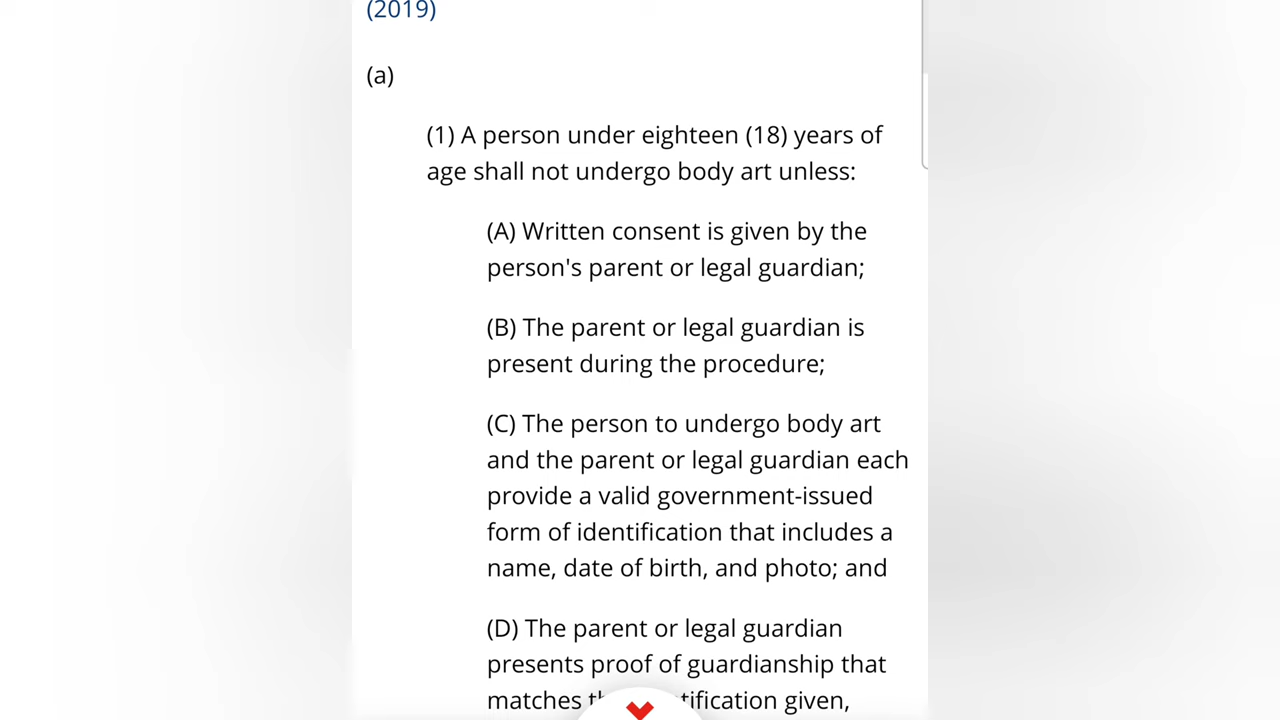 (2019)
(a)
(1) A person under eighteen (18) years of
age shall not undergo body art unless:
(A) Written consent is given by the
person's parent or legal guardian;
(B) The parent or legal guardian is
present during the procedure;
(C) The person to undergo body art
and the parent or legal guardian each
provide a valid government-issued
form of identification that includes a
name, date of birth, and photo; and
(D) The parent or legal guardian
presents proof of guardianship that
matches given,